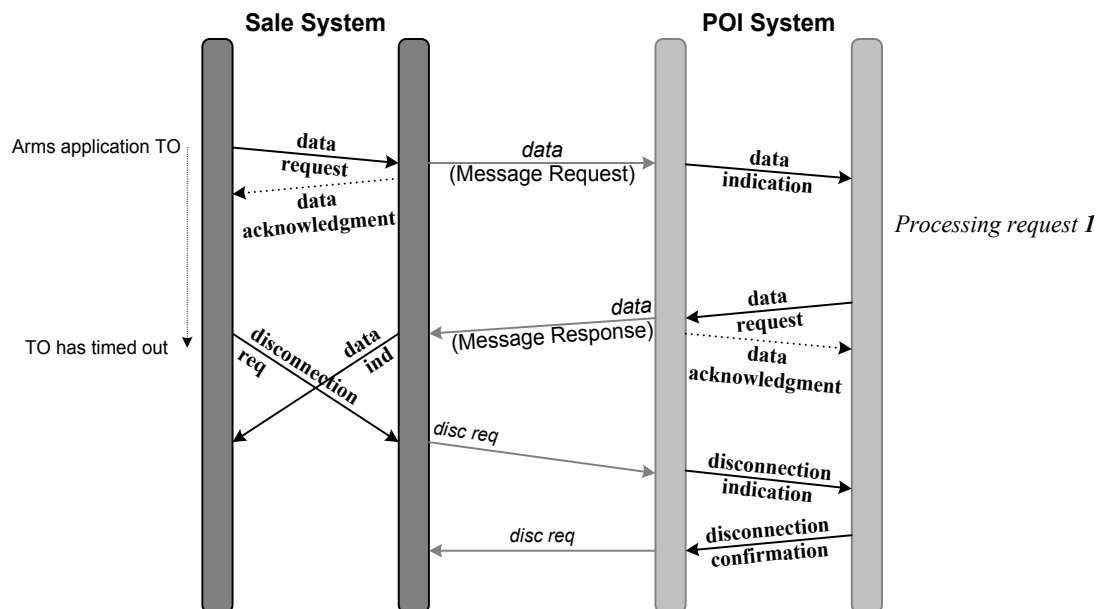 Sale System
POI System
Arms application TO
data
request
data
(Message Request)
data
indication
data
acknowledgment
Processing request 1
data
(Message Response)
data
request
data
acknowledgment
TO has timed out
disconnection
req
data
ind
disc req
disconnection
indication
disc req
disconnection
confirmation